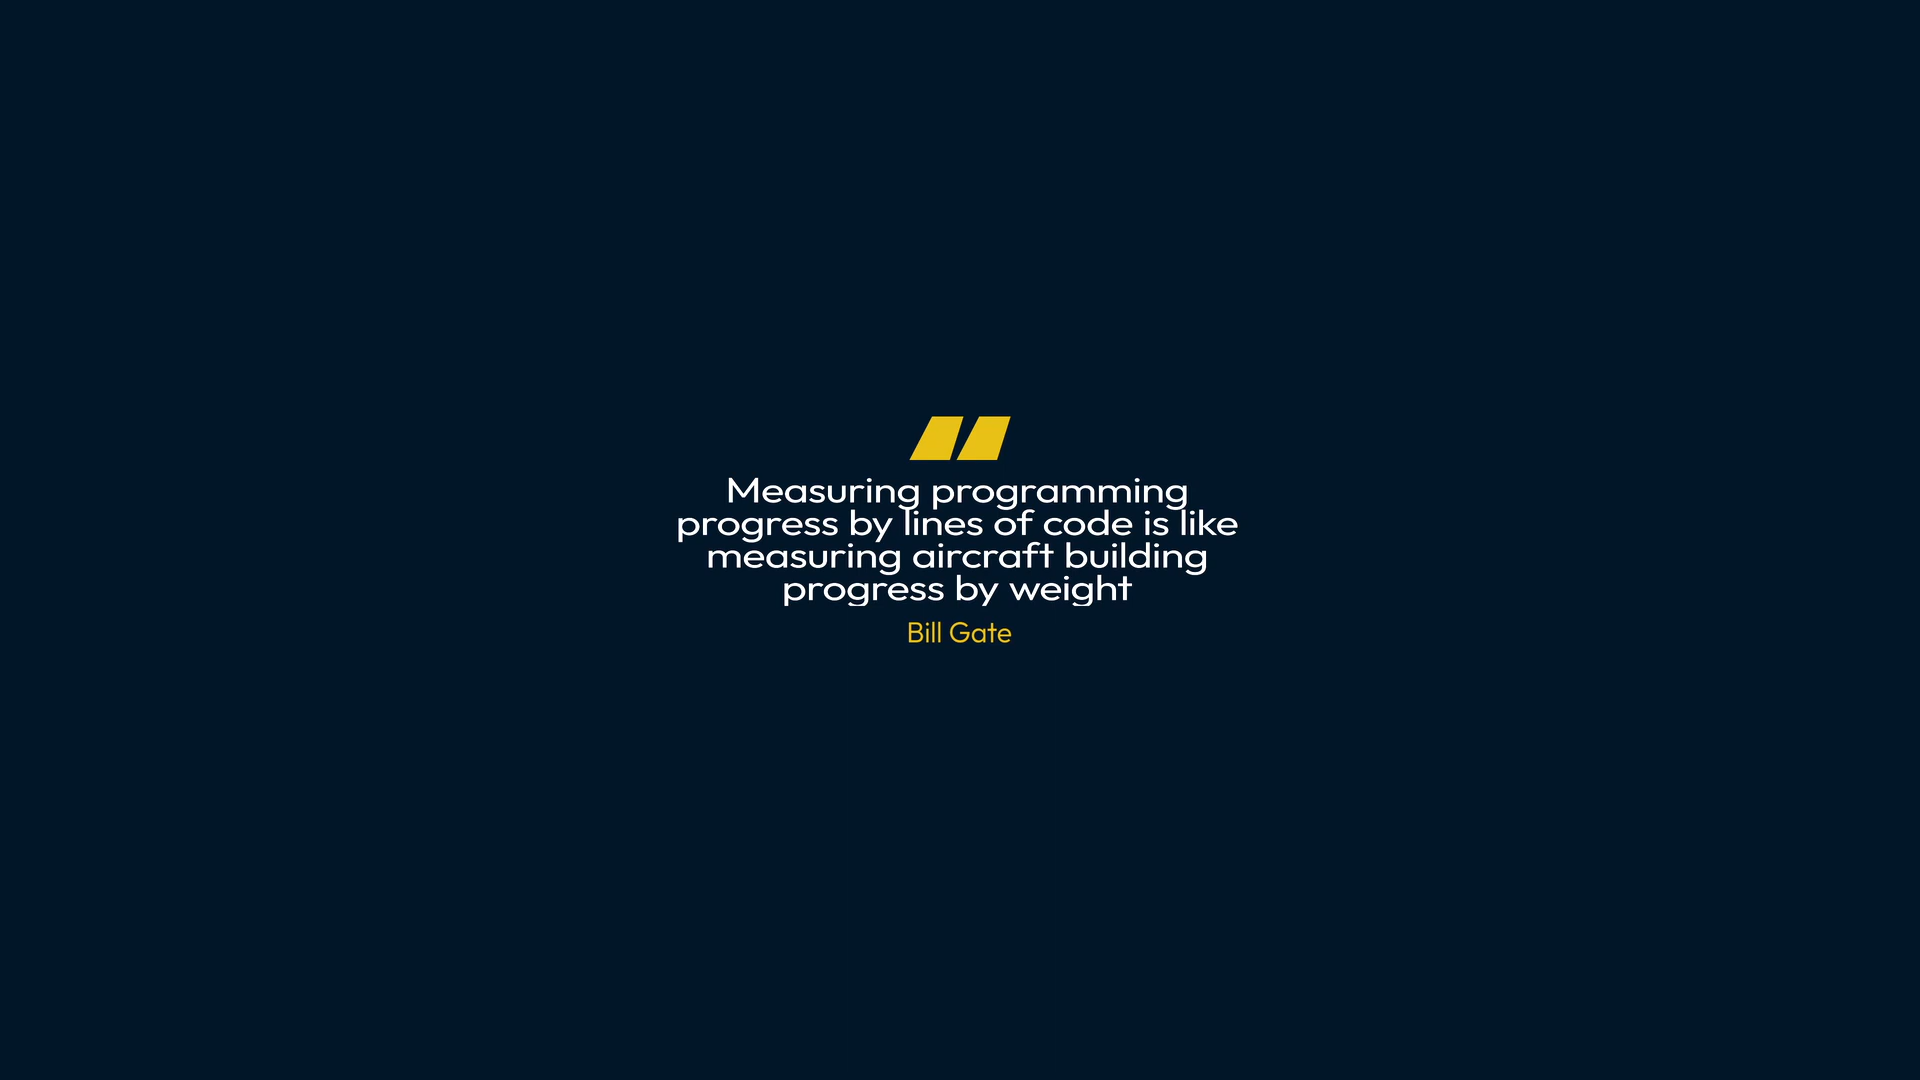 Measuring programming
progress by lines of code is like
measuring aircraft building
progress by weight
Bill Gate